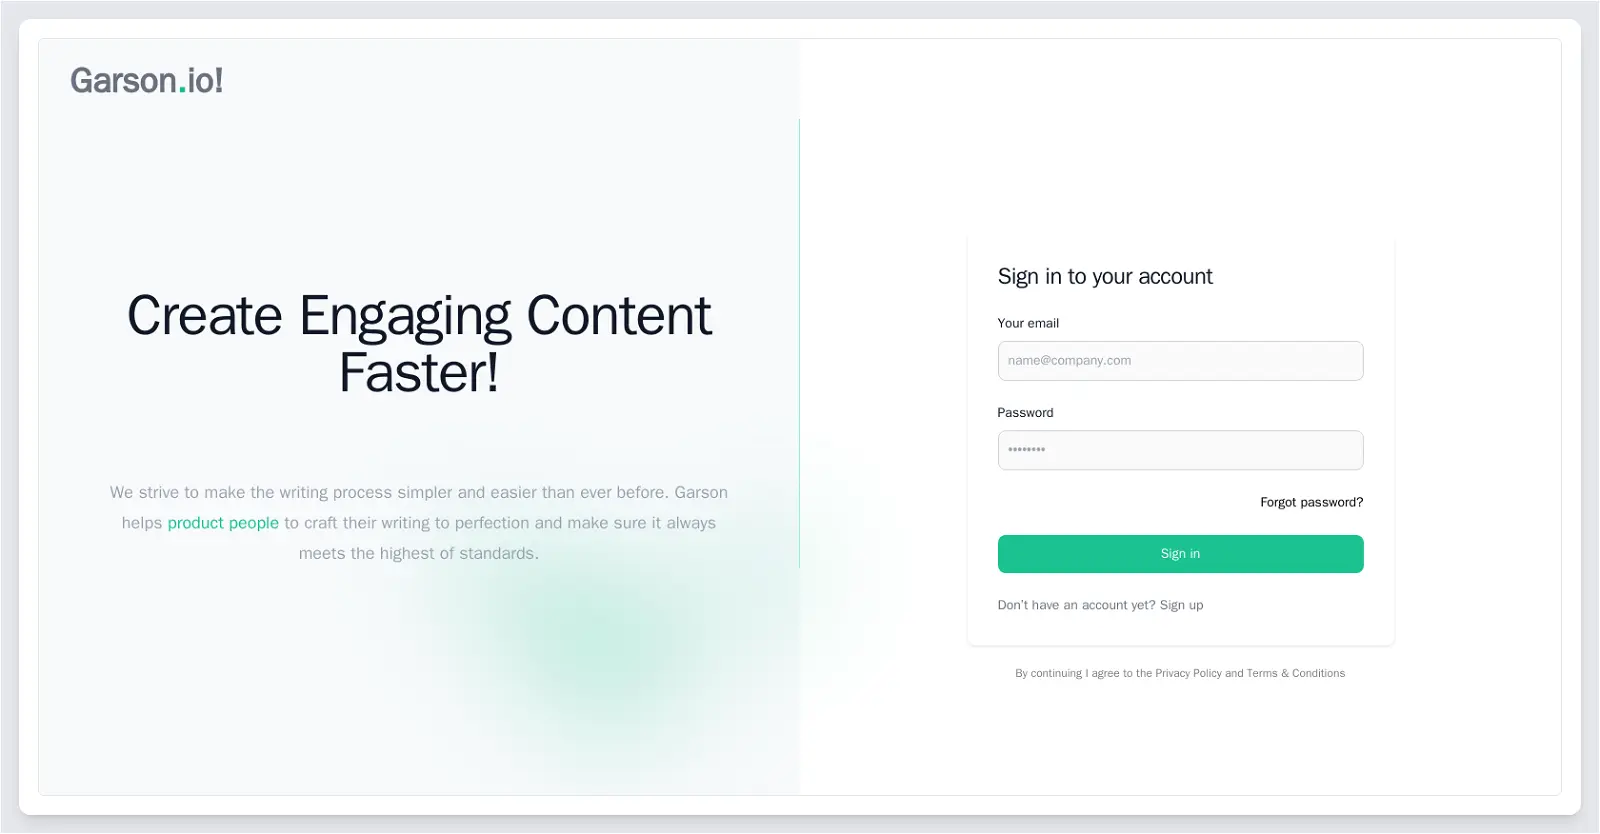 Garson.io!
Create Engaging Content
Faster!
We strive to make the writing process simpler and easier than ever before. Garson
helps product people to craft their writing to perfection and make sure it always
meets the highest of standards.
Sign in to your account
Your email
name@company.com
Password
••••••••
Forgot password?
Sign in
Don't have an account yet? Sign up
By continuing I agree to the Privacy Policy and Terms & Conditions